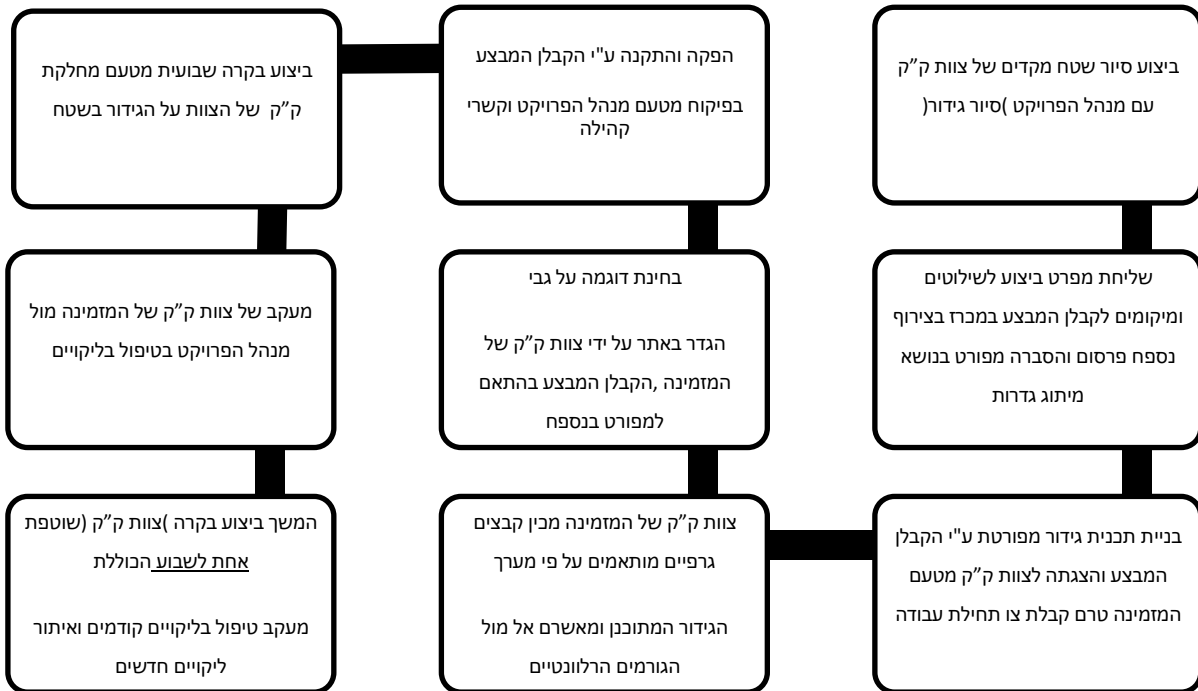 ביצוע סיור שטח מקדים של צוות ק״ק
עם מנהל הפרויקט )סיור גידור(
שליחת מפרט ביצוע לשילוטים
ומיקומים לקבלן המבצע במכרז בצירוף
נספח פרסום והסברה מפורט בנושא
מיתוג גדרות
בניית תכנית גידור מפורטת ע"י הקבלן
המבצע והצגתה לצוות ק״ק מטעם
המזמינה טרם קבלת צו תחילת עבודה
צוות ק״ק של המזמינה מכין קבצים
גרפיים מותאמים על פי מערך
הגידור המתוכנן ומאשרם אל מול
הגורמים הרלוונטיים
בחינת דוגמה על גבי
הגדר באתר על ידי צוות ק״ק של
המזמינה ,הקבלן המבצע בהתאם
למפורט בנספח
הפקה והתקנה ע"י הקבלן המבצע
בפיקוח מטעם מנהל הפרויקט וקשרי
קהילה
ביצוע בקרה שבועית מטעם מחלקת
ק״ק של הצוות על הגידור בשטח
מעקב של צוות ק״ק של המזמינה מול
מנהל הפרויקט בטיפול בליקויים
המשך ביצוע בקרה )צוות ק״ק (שוטפת
אחת לשבוע הכוללת
מעקב טיפול בליקויים קודמים ואיתור
ליקויים חדשים